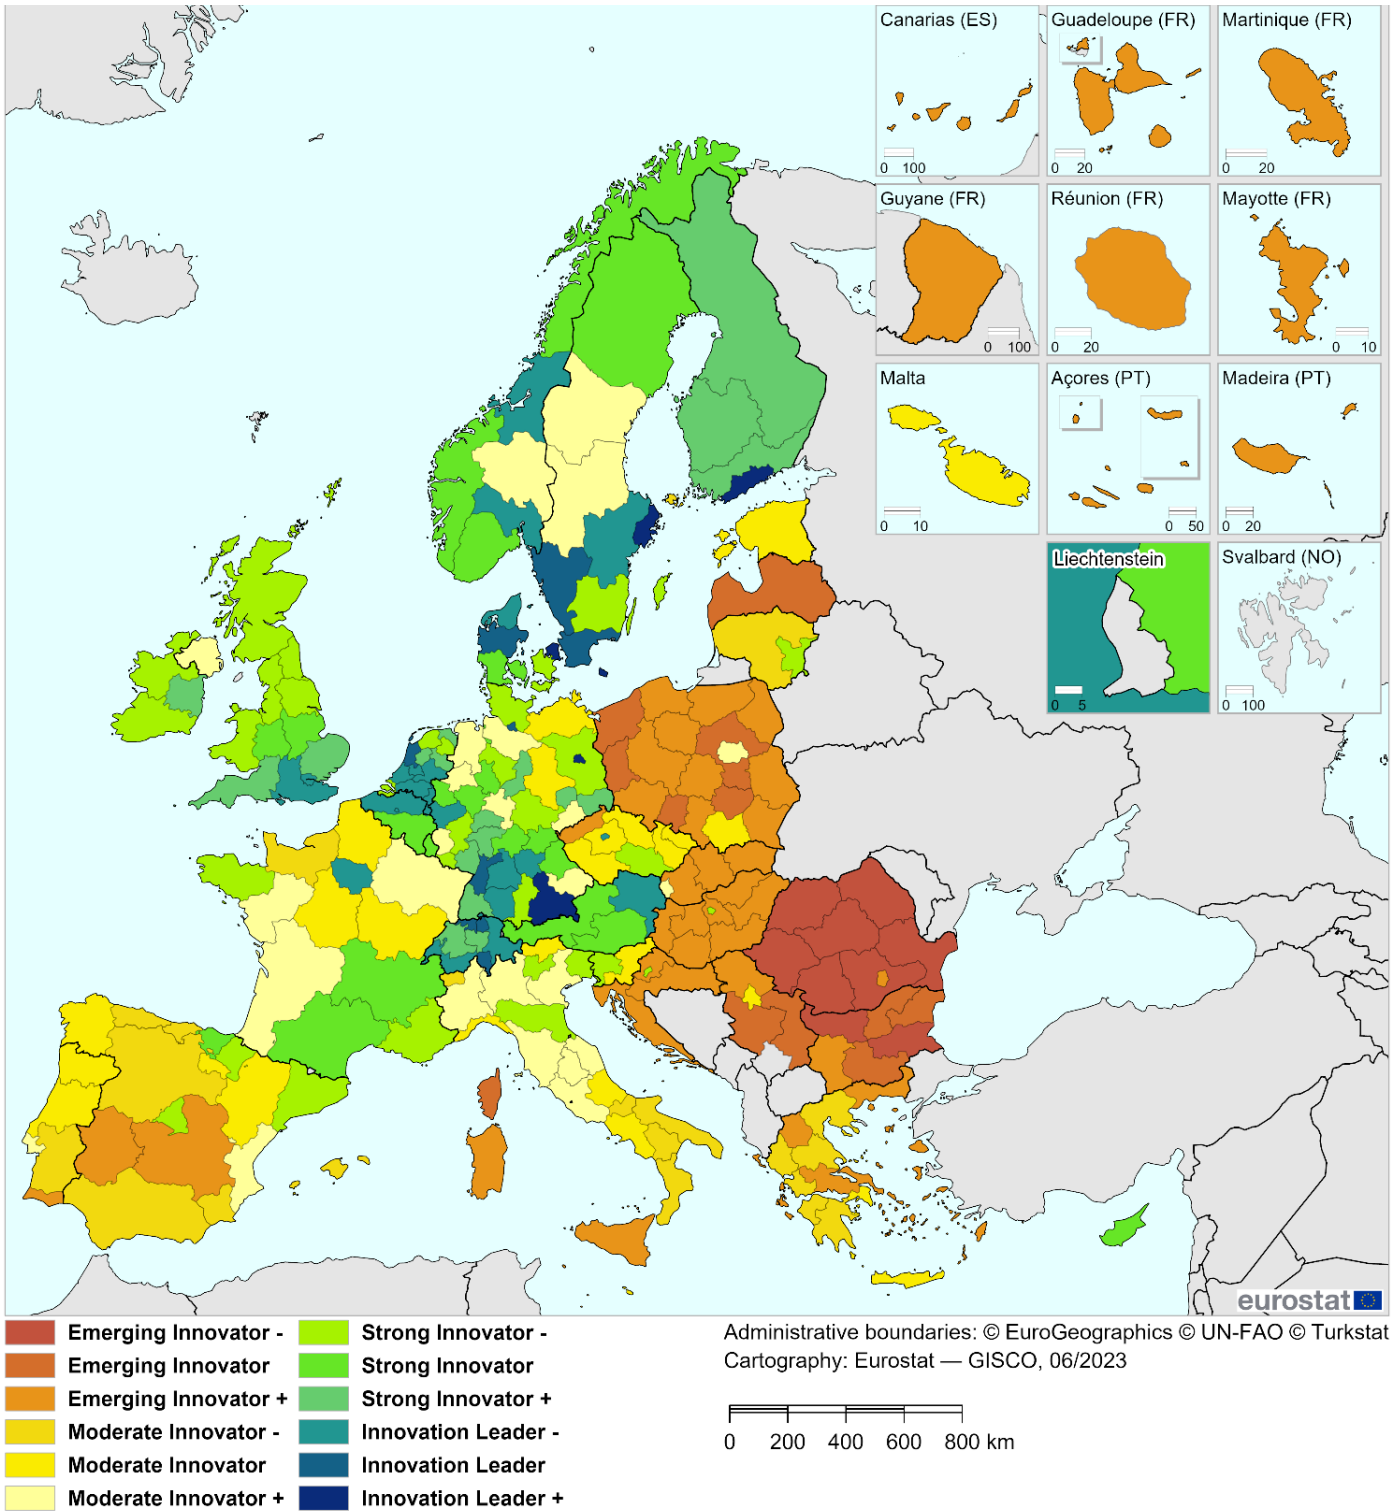 Canarias (ES)
0 100
Guadeloupe (FR)
0 20
Martinique (FR)
0 20
Guyane (FR)
0 100
Réunion (FR)
0 20
Mayotte (FR)
0 10
Malta
0 10
Açores (PT)
0 50
Madeira (PT)
0 20
Liechtenstein
0 5
Svalbard (NO)
0 100
eurostat
Emerging Innovator -
Emerging Innovator
Emerging Innovator +
Moderate Innovator -
Moderate Innovator
Moderate Innovator +
Strong Innovator -
Strong Innovator
Strong Innovator +
Innovation Leader -
Innovation Leader
Innovation Leader +
Administrative boundaries: © EuroGeographics © UN-FAO © Turkstat
Cartography: Eurostat — GISCO, 06/2023
0 200 400 600 800 km